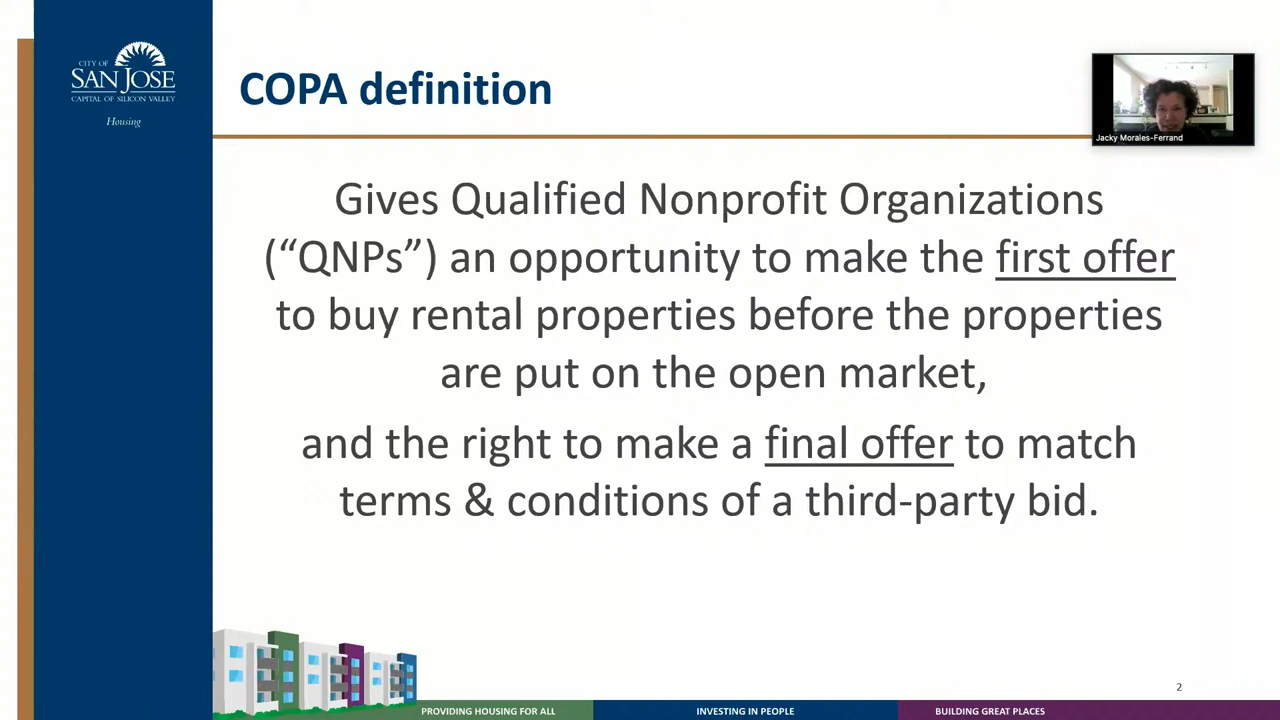 CITY OF
SAN JOSE
CAPITAL OF SILICON VALLEY
Housing
COPA definition
Jacky Morales-Ferrand
Gives Qualified Nonprofit Organizations
(“QNPs”) an opportunity to make the first offer
to buy rental properties before the properties
are put on the open market,
and the right to make a final offer to match
terms & conditions of a third-party bid.
2
PROVIDING HOUSING FOR ALL
INVESTING IN PEOPLE
BUILDING GREAT PLACES